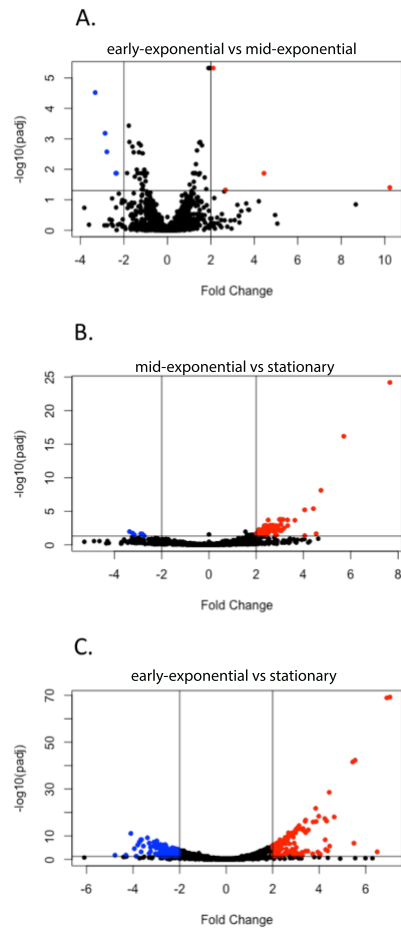 A.
early-exponential vs mid-exponential
-log10(padj)
5
4
3
2
1
0
-4 -2 0 2 4 6 8 10
Fold Change
B.
mid-exponential vs stationary
-log10(padj)
25
20
15
10
5
0
-4 -2 0 2 4 6 8
Fold Change
C.
early-exponential vs stationary
-log10(padj)
70
50
30
10
0
-6 -4 -2 0 2 4 6
Fold Change